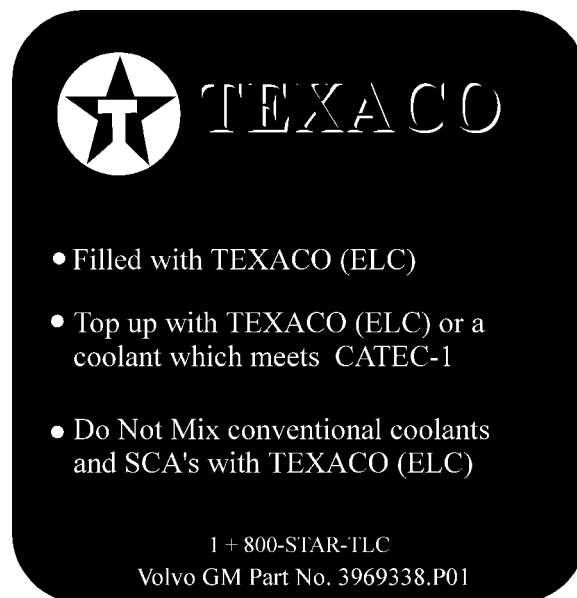 T
TEXACO
• Filled with TEXACO (ELC)
• Top up with TEXACO (ELC) or a
coolant which meets CATEC-1
• Do Not Mix conventional coolants
and SCA's with TEXACO (ELC)
1 + 800-STAR-TLC
Volvo GM Part No. 3969338.P01